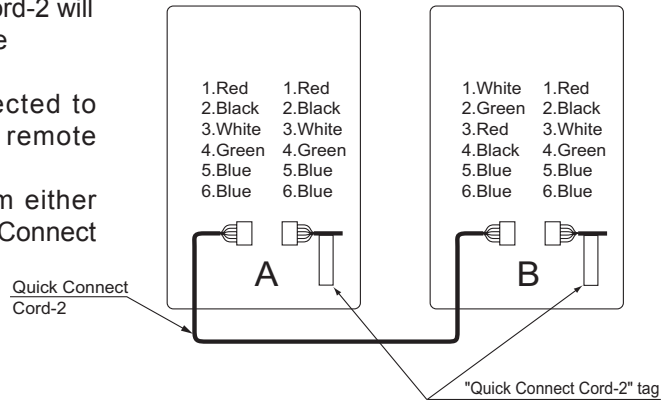 ord-2 will
e
ected to
remote
m either
Connect
1.Red 1.Red
2.Black 2.Black
3.White 3.White
4.Green 4.Green
5.Blue 5.Blue
6.Blue 6.Blue
A
1.White 1.Red
2.Green 2.Black
3.Red 3.White
4.Black 4.Green
5.Blue 5.Blue
6.Blue 6.Blue
B
Quick Connect
Cord-2
"Quick Connect Cord-2" tag